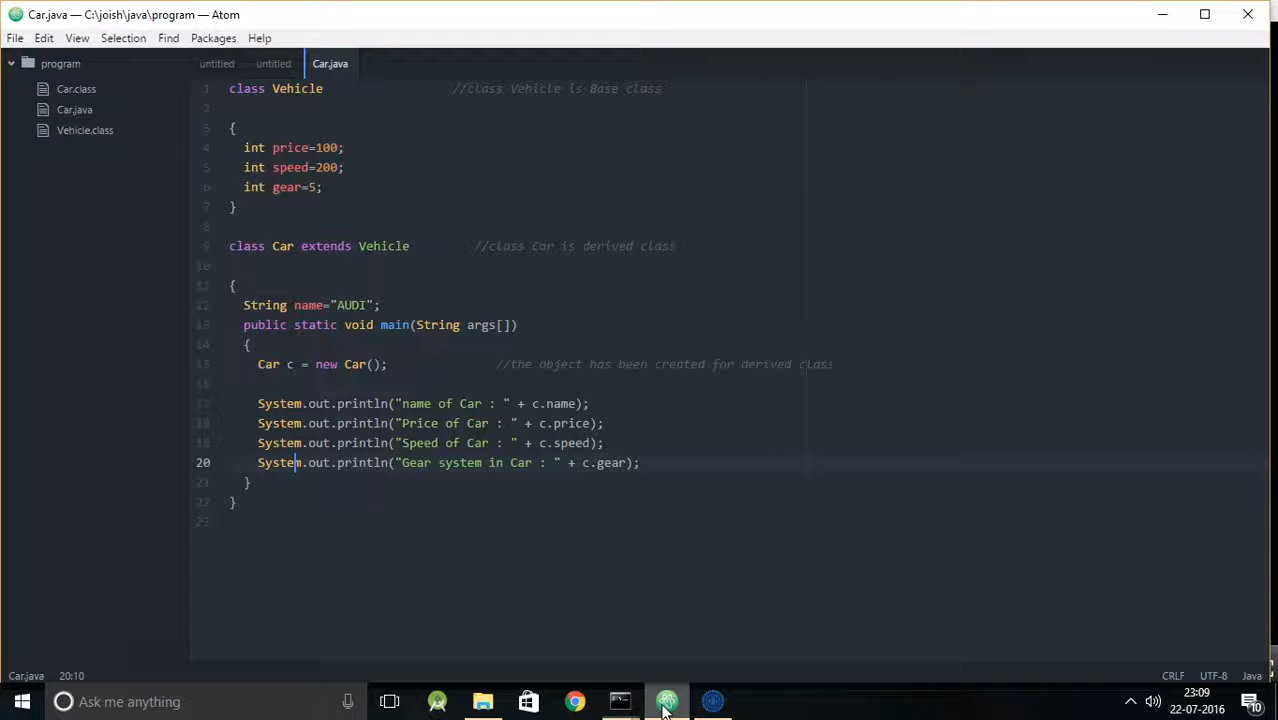 Car.java — C:\joish\java\program — Atom
File Edit View Selection Find Packages Help
program
Car.class
Car.java
Vehicle.class
untitled untitled Car.java
1 class Vehicle //class Vehicle is Base class
2
3 {
4 int price=100;
5 int speed=200;
6 int gear=5;
7 }
8
9 class Car extends Vehicle //class Car is derived class
10
11 {
12 String name="AUDI";
13 public static void main(String args[])
14 {
15 Car c = new Car(); //the object has been created for derived class
16
17 System.out.println("name of Car : " + c.name);
18 System.out.println("Price of Car : " + c.price);
19 System.out.println("Speed of Car : " + c.speed);
20 System.out.println("Gear system in Car : " + c.gear);
21 }
22 }
23
Car.java 20:10 CRLF UTF-8 Java
Ask me anything
23:09
22-07-2016
10